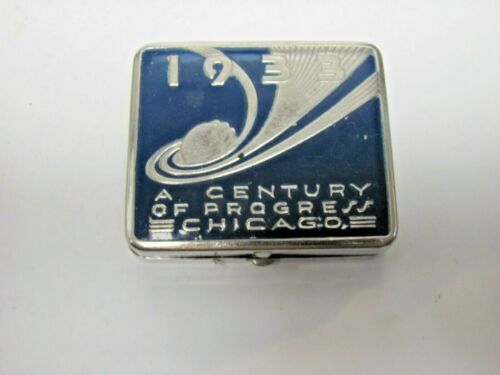 1933
A CENTURY
OF PROGRESS
CHICAGO